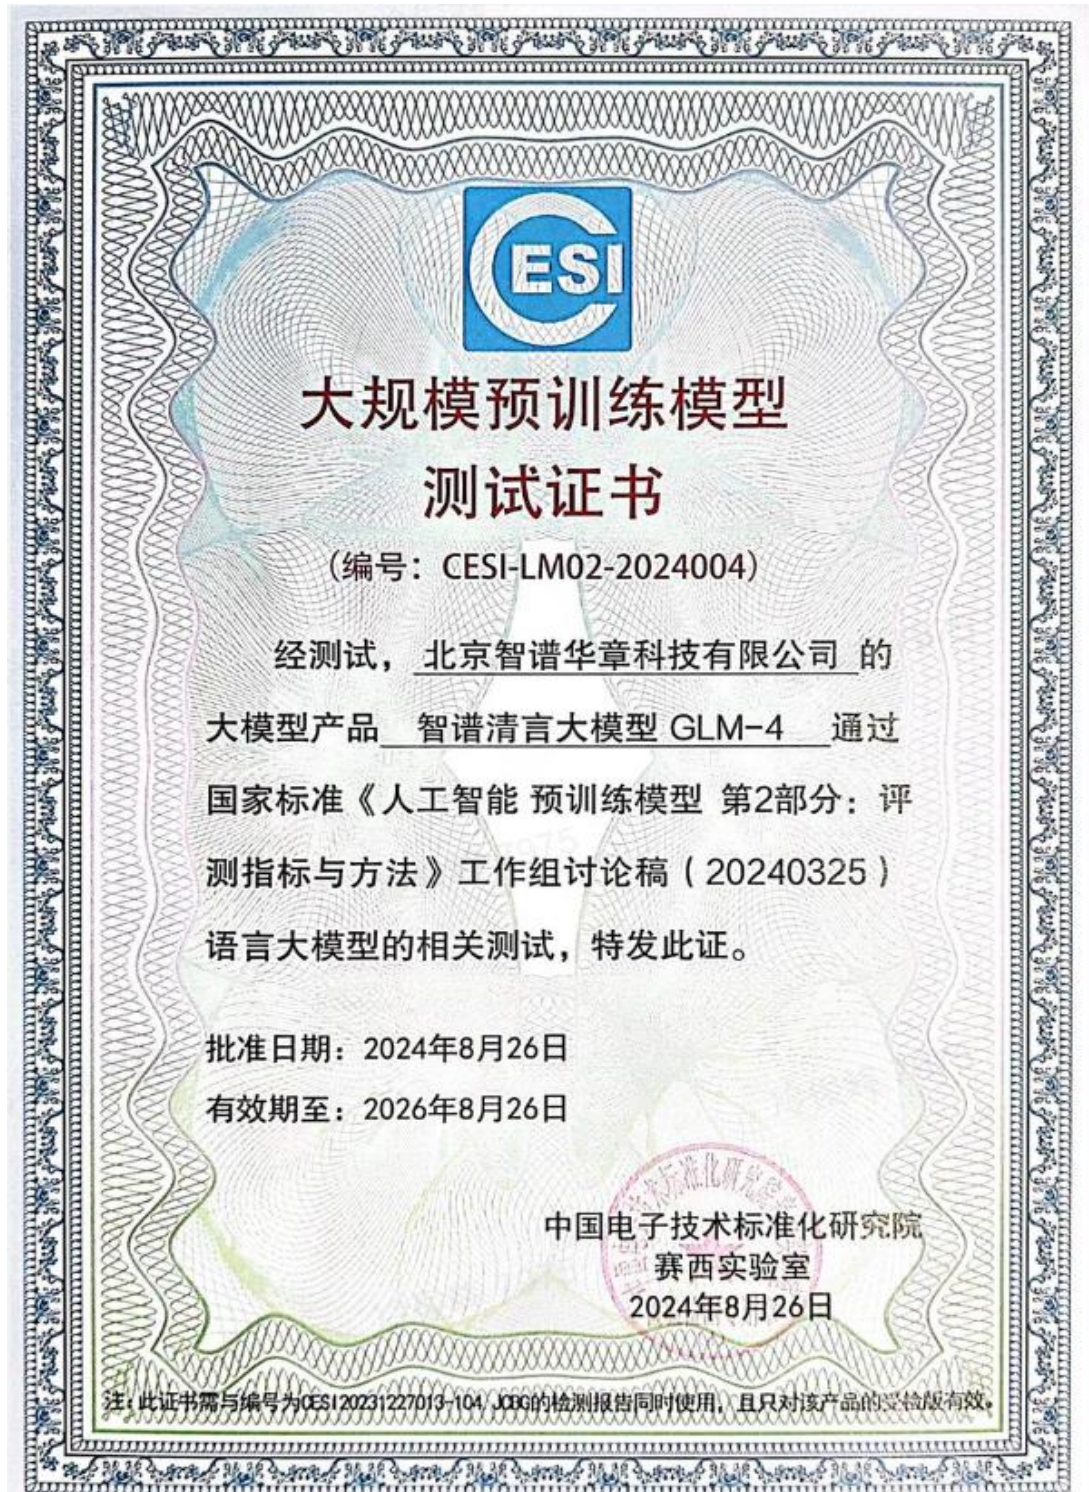 CESI
大规模预训练模型
测试证书
（编号：CESI-LM02-2024004）
经测试，北京智谱华章科技有限公司 的
大模型产品 智谱清言大模型 GLM-4 通过
国家标准《人工智能 预训练模型 第2部分：评
测指标与方法》工作组讨论稿（20240325）
语言大模型的相关测试，特发此证。
批准日期：2024年8月26日
有效期至：2026年8月26日
中国电子技术标准化研究院
赛西实验室
2024年8月26日
注：此证书需与编号为CESI20231227013-104/JCBG的检测报告同时使用，且只对该产品的受检版有效。